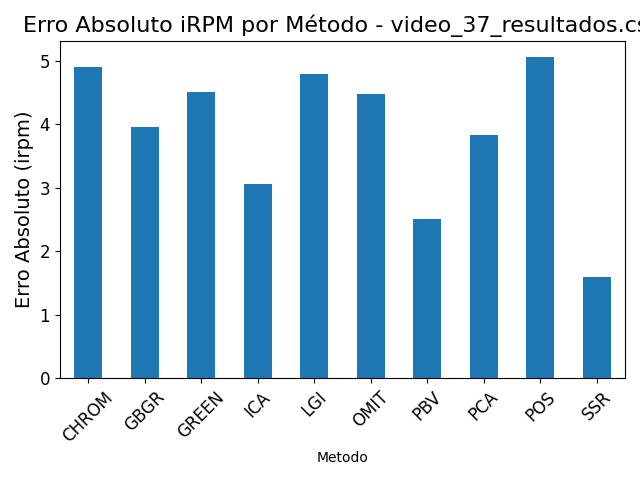 Erro Absoluto iRPM por Método - video_37_resultados.cs
Erro Absoluto (irpm)
5
4
3
2
1
0
CHROM
GBGR
GREEN
ICA
LGI
OMIT
PBV
PCA
POS
SSR
Metodo